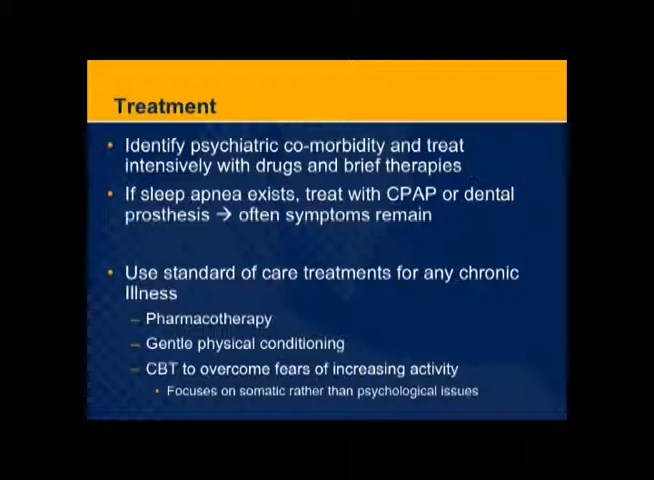 Treatment
• Identify psychiatric co-morbidity and treat
intensively with drugs and brief therapies
• If sleep apnea exists, treat with CPAP or dental
prosthesis → often symptoms remain
• Use standard of care treatments for any chronic
Illness
– Pharmacotherapy
– Gentle physical conditioning
– CBT to overcome fears of increasing activity
• Focuses on somatic rather than psychological issues